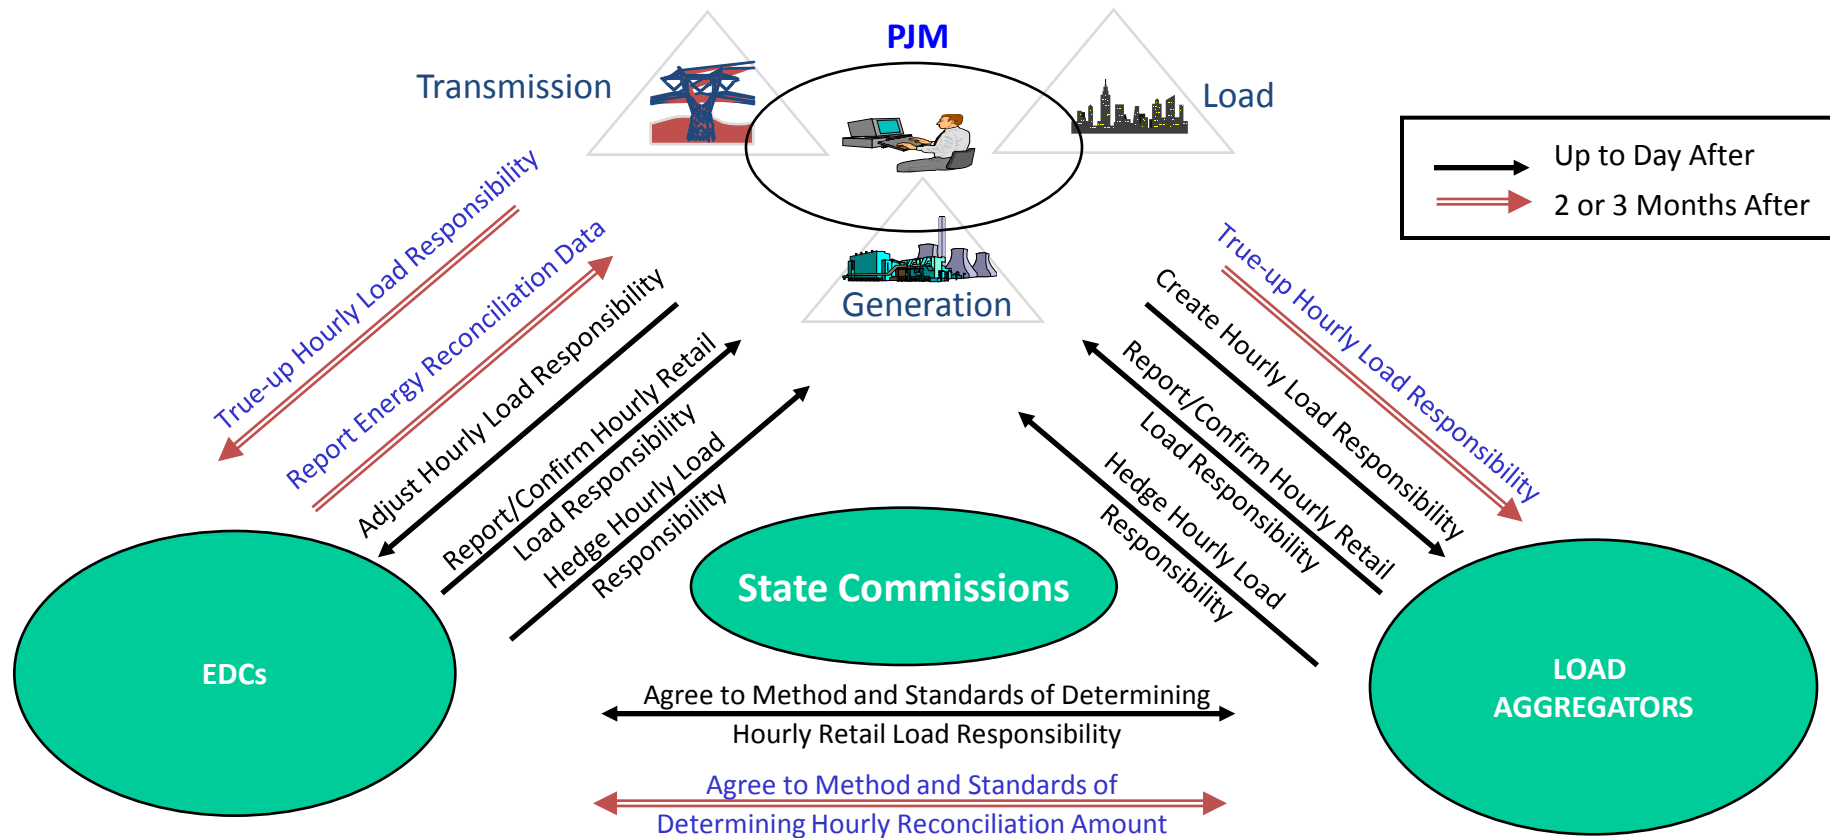 PJM
Transmission
Load
Generation
Up to Day After
2 or 3 Months After
True-up Hourly Load Responsibility
Report Energy Reconciliation Data
Adjust Hourly Load Responsibility
Report/Confirm Hourly Retail
Load Responsibility
Hedge Hourly Load
Responsibility
True-up Hourly Load Responsibility
Create Hourly Load Responsibility
Report/Confirm Hourly Retail
Load Responsibility
Hedge Hourly Load
Responsibility
State Commissions
EDCs
LOAD
AGGREGATORS
Agree to Method and Standards of Determining
Hourly Retail Load Responsibility
Agree to Method and Standards of
Determining Hourly Reconciliation Amount